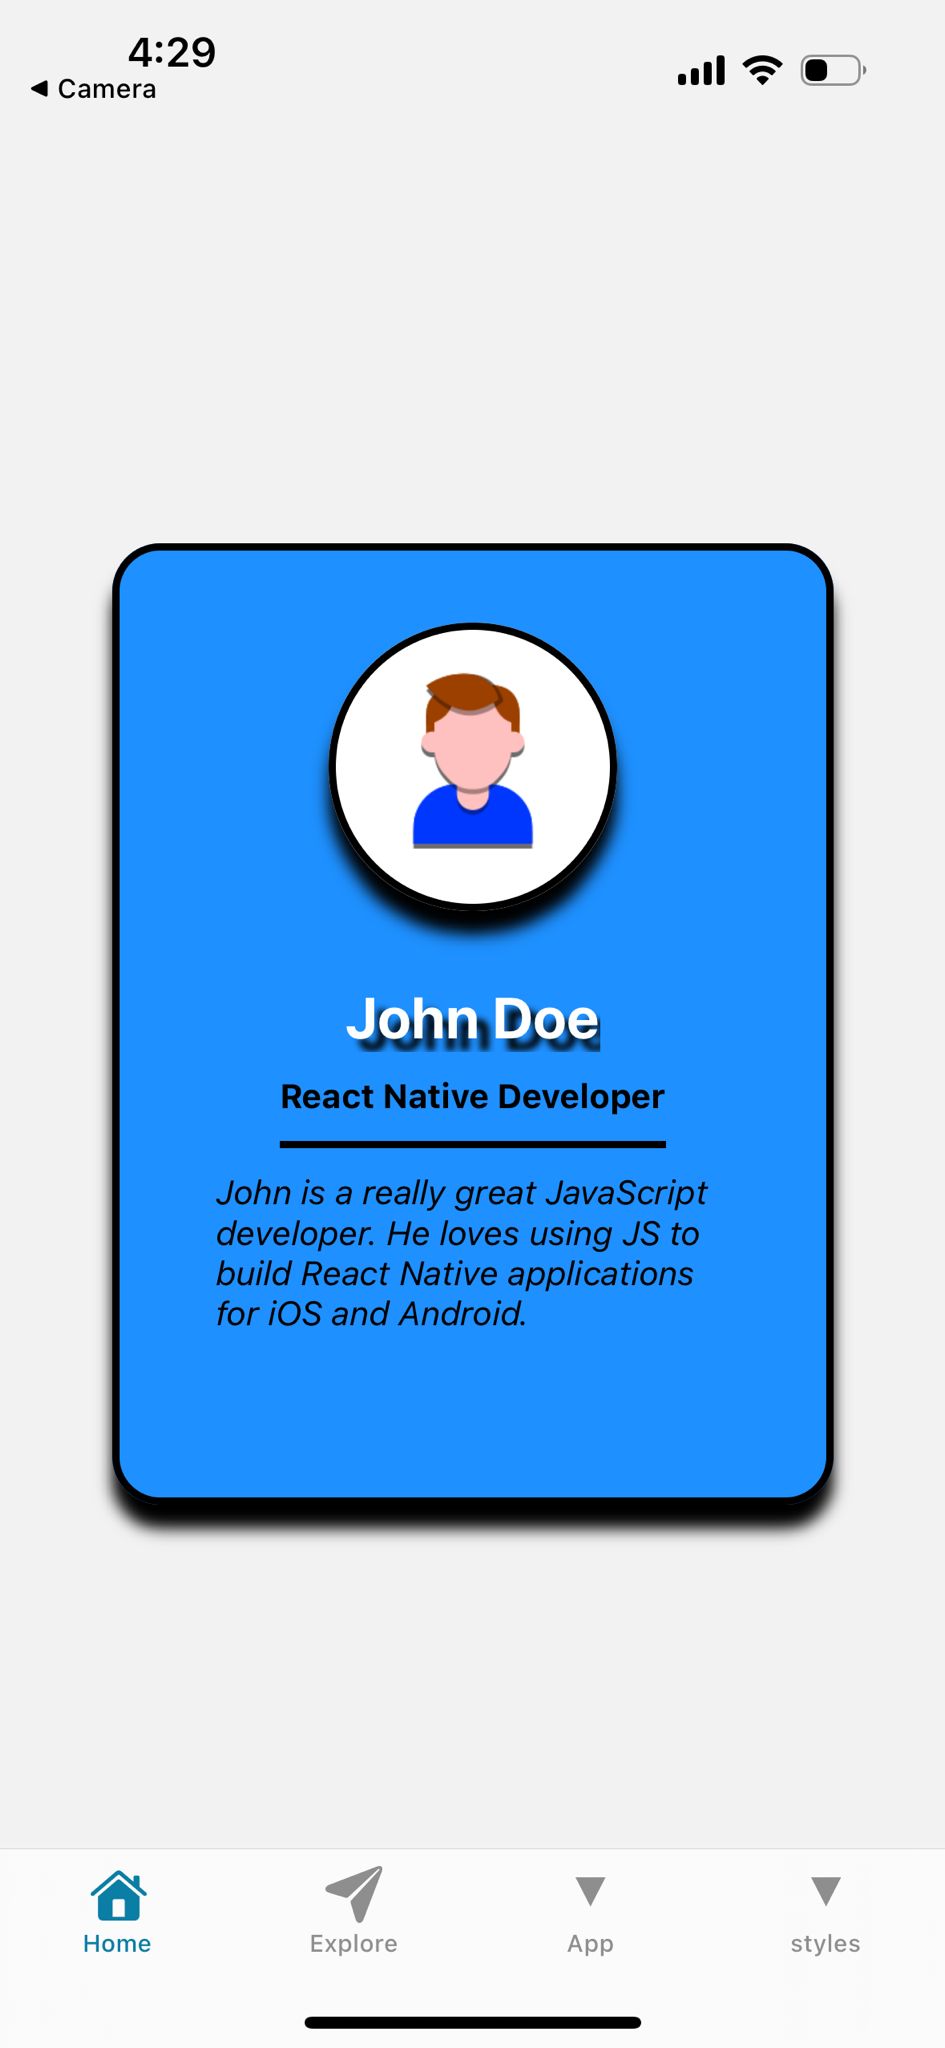 4:29
◀ Camera
John Doe
React Native Developer
John is a really great JavaScript
developer. He loves using JS to
build React Native applications
for iOS and Android.
Home
Explore
App
styles